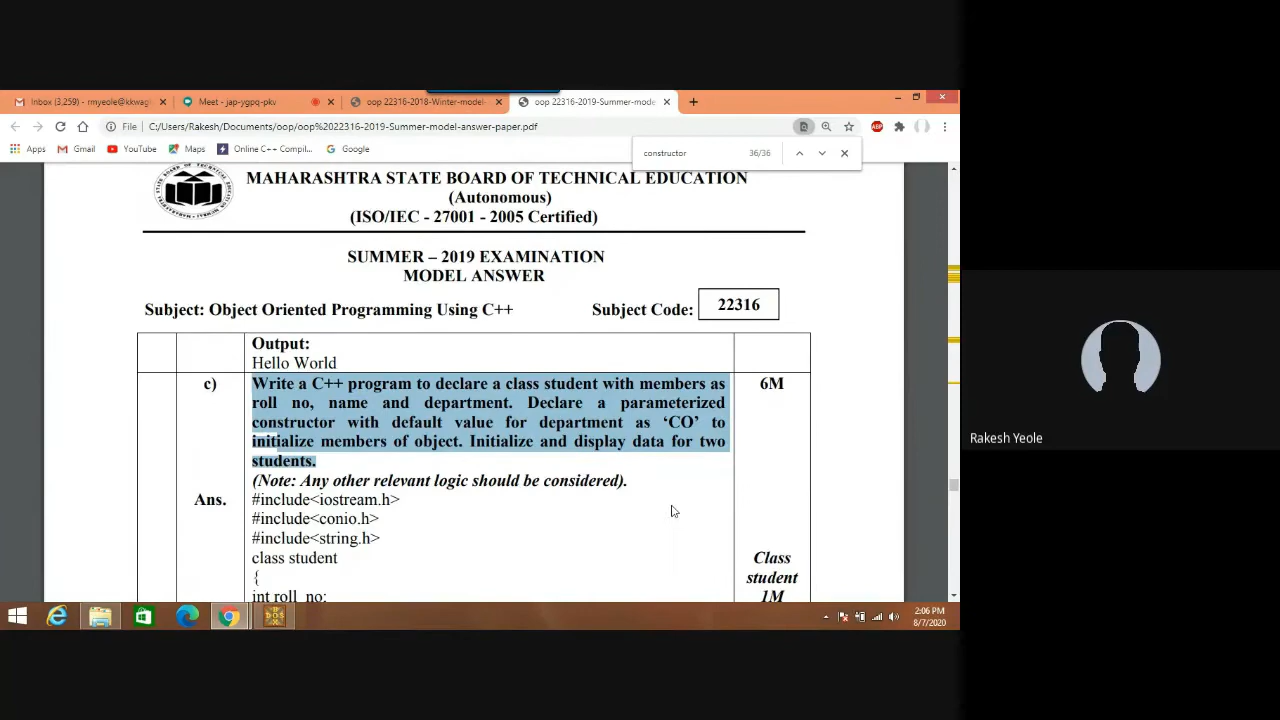 Inbox (3,259) - rmyeole@kkwagl
Meet - jap-ygpq-pkv
oop 22316-2018-Winter-model-
oop 22316-2019-Summer-mode
File C:/Users/Rakesh/Documents/oop/oop%2022316-2019-Summer-model-answer-paper.pdf
ABP
Apps Gmail YouTube Maps Online C++ Compil... Google
constructor 36/36
MAHARASHTRA STATE BOARD OF TECHNICAL EDUCATION
(Autonomous)
(ISO/IEC - 27001 - 2005 Certified)
SUMMER – 2019 EXAMINATION
MODEL ANSWER
Subject: Object Oriented Programming Using C++ Subject Code: 22316
Output:
Hello World
c) Write a C++ program to declare a class student with members as 6M
roll no, name and department. Declare a parameterized
constructor with default value for department as ‘CO’ to
initialize members of object. Initialize and display data for two
students.
(Note: Any other relevant logic should be considered).
Ans. #include<iostream.h>
#include<conio.h>
#include<string.h>
class student Class
{ student
int roll_no; 1M
Rakesh Yeole
2:06 PM
8/7/2020